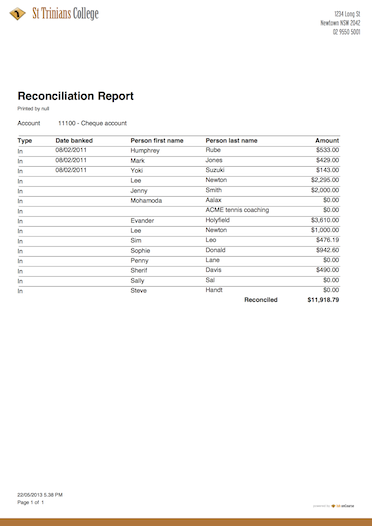 St Trinians College
1234 Long St
Newtown NSW 2042
02 9550 5001
Reconciliation Report
Printed by null
Account 11100 - Cheque account
Type Date banked Person first name Person last name Amount
In 08/02/2011 Humphrey Rube $533.00
In 08/02/2011 Mark Jones $429.00
In 08/02/2011 Yoki Suzuki $143.00
In Lee Newton $2,295.00
In Jenny Smith $2,000.00
In Mohamoda Aalax $0.00
In ACME tennis coaching $0.00
In Evander Holyfield $3,610.00
In Lee Newton $1,000.00
In Sim Leo $476.19
In Sophie Donald $942.60
In Penny Lane $0.00
In Sherif Davis $490.00
In Sally Sal $0.00
In Steve Handt $0.00
Reconciled $11,918.79
22/05/2013 5.38 PM
Page 1 of 1